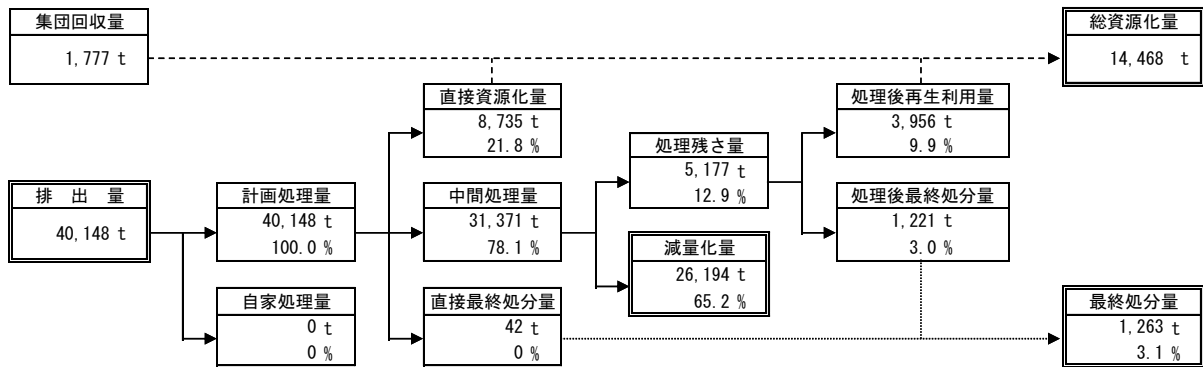 集団回収量
1,777 t
総資源化量
14,468 t
直接資源化量
8,735 t
21.8 %
処理後再生利用量
3,956 t
9.9 %
処理残さ量
5,177 t
12.9 %
排 出 量
40,148 t
計画処理量
40,148 t
100.0 %
中間処理量
31,371 t
78.1 %
処理後最終処分量
1,221 t
3.0 %
減量化量
26,194 t
65.2 %
自家処理量
0 t
0 %
直接最終処分量
42 t
0 %
最終処分量
1,263 t
3.1 %